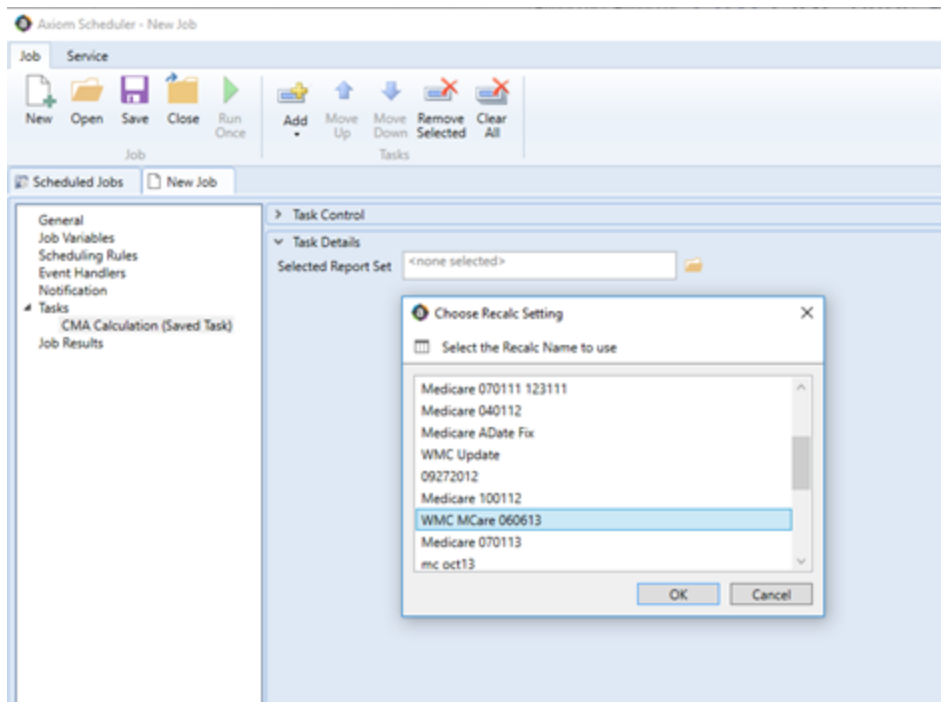 Axiom Scheduler - New Job
Job Service
New Open Save Close Run Once Add Move Up Move Down Remove Selected Clear All
Job Tasks
Scheduled Jobs New Job
General
Job Variables
Scheduling Rules
Event Handlers
Notification
Tasks
CMA Calculation (Saved Task)
Job Results
Task Control
Task Details
Selected Report Set <none selected>
Choose Recalc Setting
Select the Recalc Name to use
Medicare 070111 123111
Medicare 040112
Medicare ADate Fix
WMC Update
09272012
Medicare 100112
WMC MCare 060613
Medicare 070113
mc oct13
OK Cancel